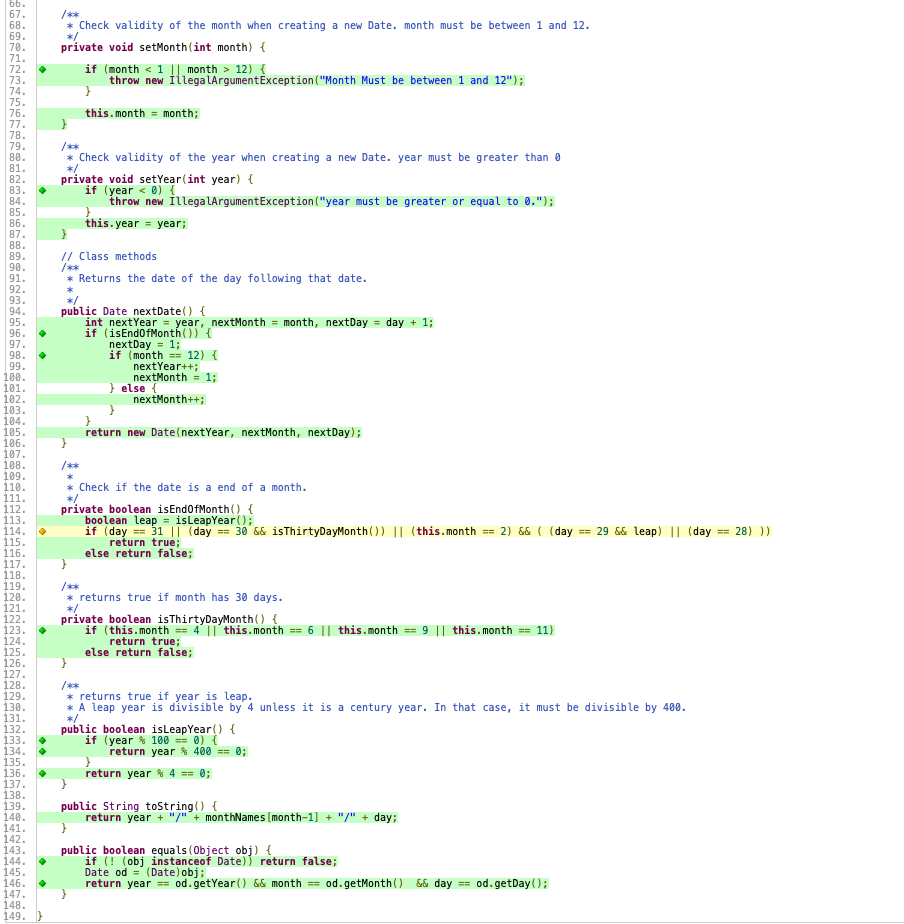 66.
67.     /**
68.      * Check validity of the month when creating a new Date. month must be between 1 and 12.
69.      */
70.     private void setMonth(int month) {
71.
72.         if (month < 1 || month > 12) {
73.             throw new IllegalArgumentException("Month Must be between 1 and 12");
74.         }
75.
76.         this.month = month;
77.     }
78.
79.     /**
80.      * Check validity of the year when creating a new Date. year must be greater than 0
81.      */
82.     private void setYear(int year) {
83.         if (year < 0) {
84.             throw new IllegalArgumentException("year must be greater or equal to 0.");
85.         }
86.         this.year = year;
87.     }
88.
89.     // Class methods
90.     /**
91.      * Returns the date of the day following that date.
92.      *
93.      */
94.     public Date nextDate() {
95.         int nextYear = year, nextMonth = month, nextDay = day + 1;
96.         if (isEndOfMonth()) {
97.             nextDay = 1;
98.             if (month == 12) {
99.                 nextYear++;
100.                 nextMonth = 1;
101.             } else {
102.                 nextMonth++;
103.             }
104.         }
105.         return new Date(nextYear, nextMonth, nextDay);
106.     }
107.
108.     /**
109.      *
110.      * Check if the date is a end of a month.
111.      */
112.     private boolean isEndOfMonth() {
113.         boolean leap = isLeapYear();
114.         if (day == 31 || (day == 30 && isThirtyDayMonth()) || (this.month == 2) && ( (day == 29 && leap) || (day == 28) ))
115.             return true;
116.         else return false;
117.     }
118.
119.     /**
120.      * returns true if month has 30 days.
121.      */
122.     private boolean isThirtyDayMonth() {
123.         if (this.month == 4 || this.month == 6 || this.month == 9 || this.month == 11)
124.             return true;
125.         else return false;
126.     }
127.
128.     /**
129.      * returns true if year is leap.
130.      * A leap year is divisible by 4 unless it is a century year. In that case, it must be divisible by 400.
131.      */
132.     public boolean isLeapYear() {
133.         if (year % 100 == 0) {
134.             return year % 400 == 0;
135.         }
136.         return year % 4 == 0;
137.     }
138.
139.     public String toString() {
140.         return year + "/" + monthNames[month-1] + "/" + day;
141.     }
142.
143.     public boolean equals(Object obj) {
144.         if (! (obj instanceof Date)) return false;
145.         Date od = (Date)obj;
146.         return year == od.getYear() && month == od.getMonth()  && day == od.getDay();
147.     }
148.
149. }